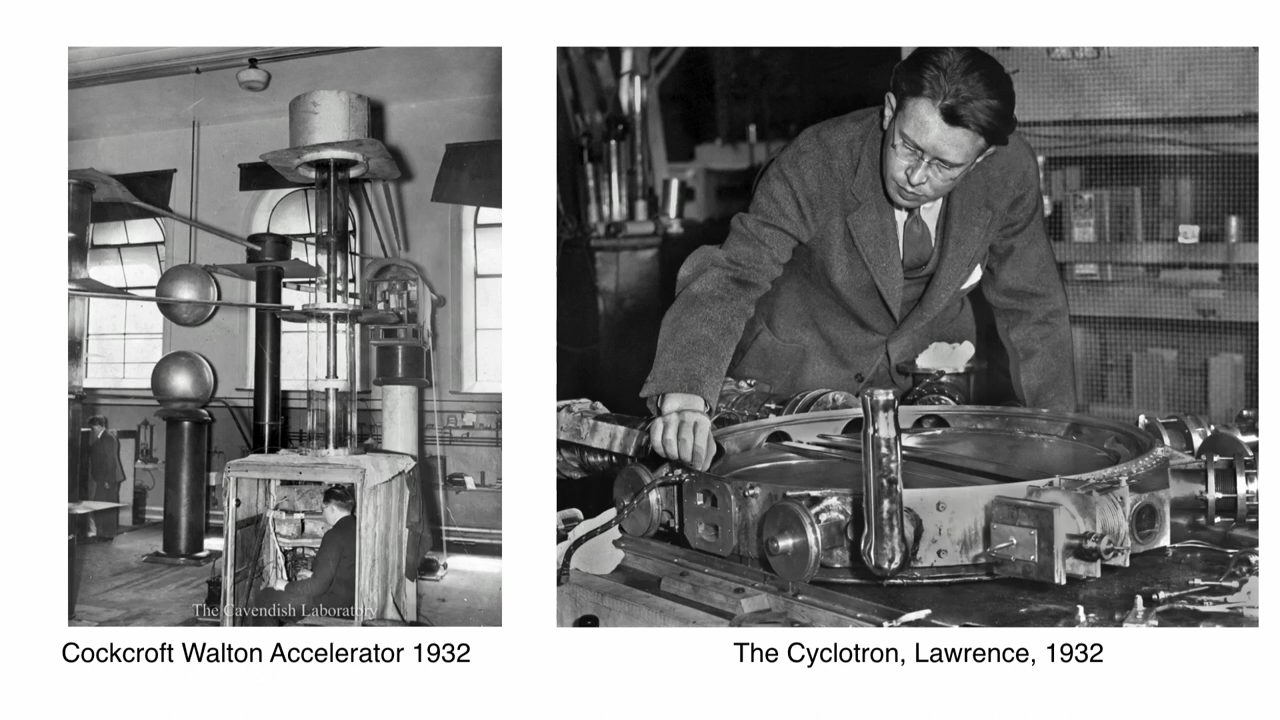 The Cavendish Laboratory
Cockcroft Walton Accelerator 1932
The Cyclotron, Lawrence, 1932